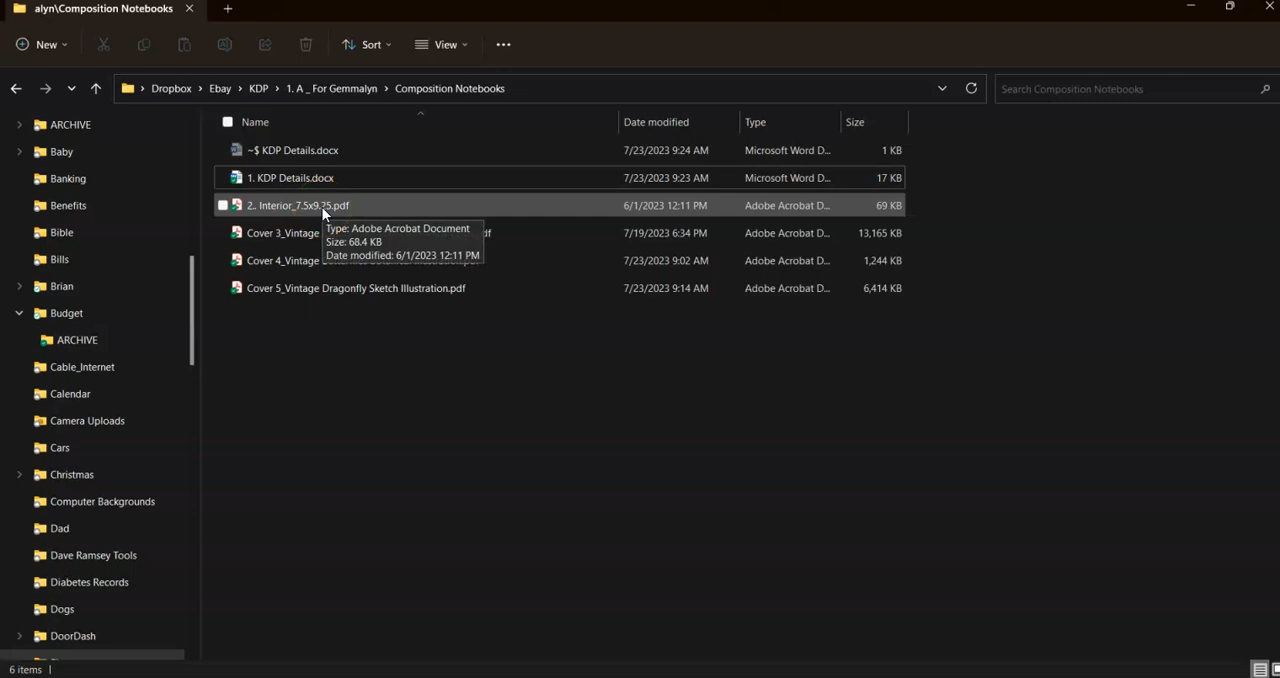 alyn\Composition Notebooks
New
Sort
View
Dropbox > Ebay > KDP > 1. A _ For Gemmalyn > Composition Notebooks
Search Composition Notebooks
ARCHIVE
Baby
Banking
Benefits
Bible
Bills
Brian
Budget
ARCHIVE
Cable_Internet
Calendar
Camera Uploads
Cars
Christmas
Computer Backgrounds
Dad
Dave Ramsey Tools
Diabetes Records
Dogs
DoorDash
Name Date modified Type Size
~$ KDP Details.docx 7/23/2023 9:24 AM Microsoft Word D... 1 KB
1. KDP Details.docx 7/23/2023 9:23 AM Microsoft Word D... 17 KB
2.. Interior_7.5x9.25.pdf 6/1/2023 12:11 PM Adobe Acrobat D... 69 KB
Cover 3_Vintage 7/19/2023 6:34 PM Adobe Acrobat D... 13,165 KB
Cover 4_Vintage 7/23/2023 9:02 AM Adobe Acrobat D... 1,244 KB
Cover 5_Vintage Dragonfly Sketch Illustration.pdf 7/23/2023 9:14 AM Adobe Acrobat D... 6,414 KB
Type: Adobe Acrobat Document
Size: 68.4 KB
Date modified: 6/1/2023 12:11 PM
6 items